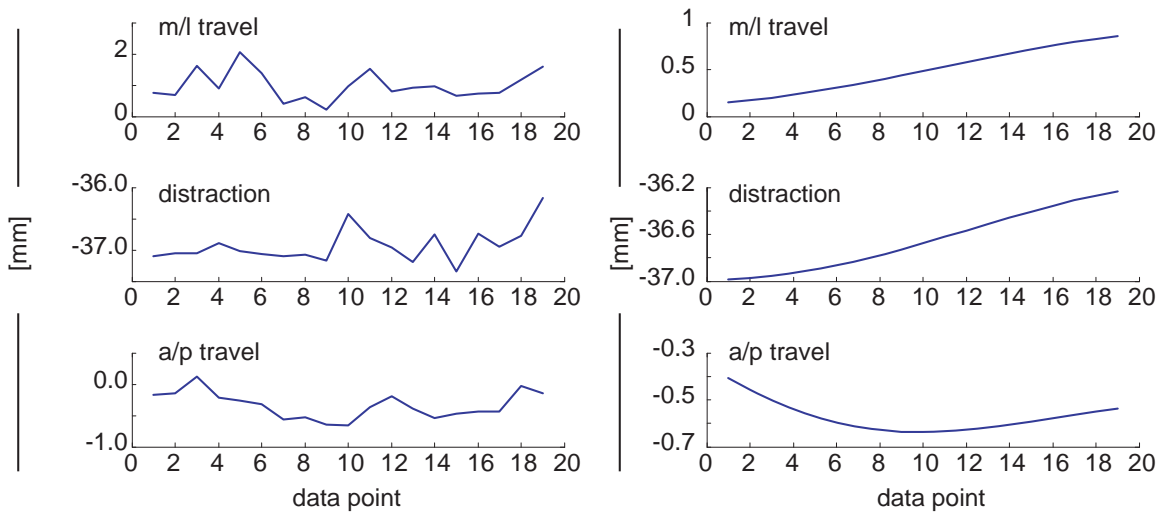 m/l travel
2
0
0 2 4 6 8 10 12 14 16 18 20
distraction
-36.0
-37.0
0 2 4 6 8 10 12 14 16 18 20
[mm]
a/p travel
0.0
-1.0
0 2 4 6 8 10 12 14 16 18 20
data point
m/l travel
1
0.5
0
0 2 4 6 8 10 12 14 16 18 20
distraction
-36.2
-36.6
-37.0
0 2 4 6 8 10 12 14 16 18 20
[mm]
a/p travel
-0.3
-0.5
-0.7
0 2 4 6 8 10 12 14 16 18 20
data point